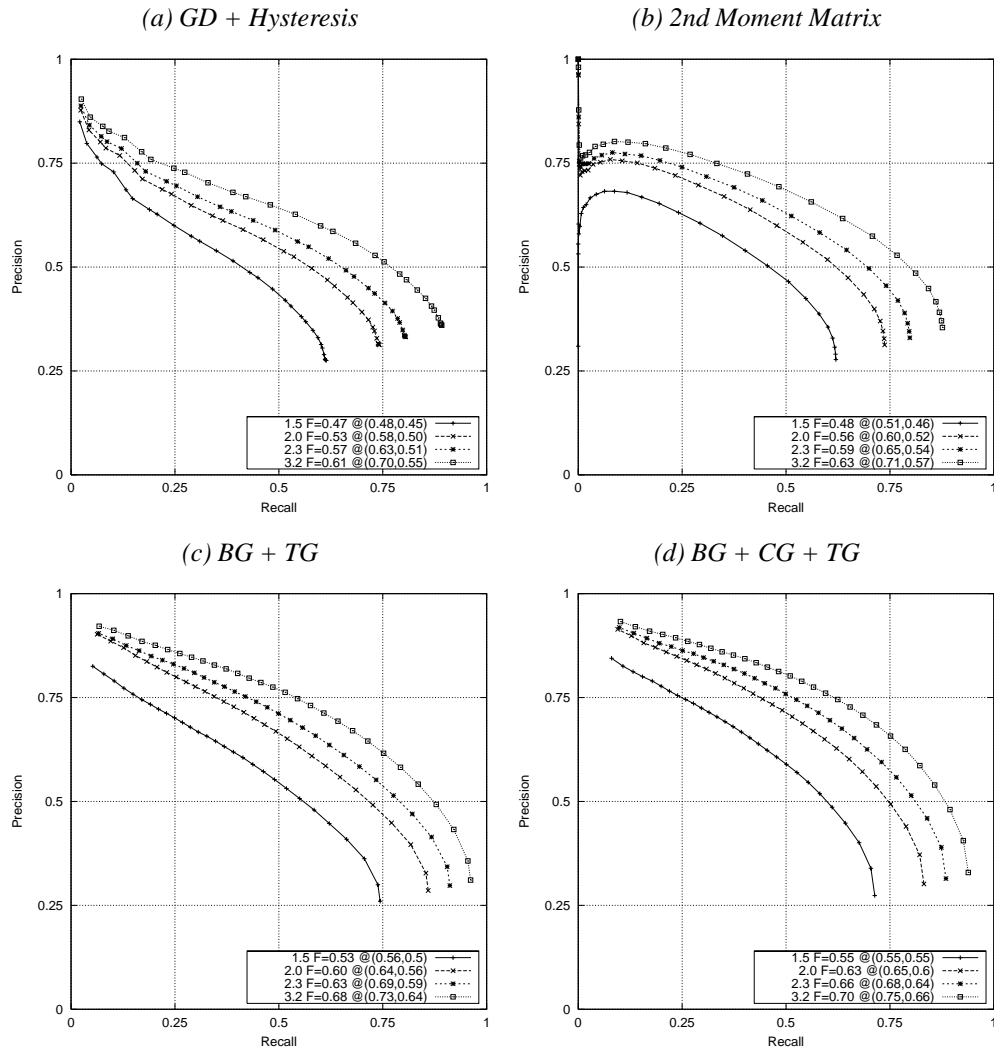 (a) GD + Hysteresis
1
0.75
0.5
0.25
0
0
0.25
0.5
0.75
1
Precision
Recall
1.5 F=0.47 @(0.48,0.45)
2.0 F=0.53 @(0.58,0.50)
2.3 F=0.57 @(0.63,0.51)
3.2 F=0.61 @(0.70,0.55)
(b) 2nd Moment Matrix
1
0.75
0.5
0.25
0
0
0.25
0.5
0.75
1
Precision
Recall
1.5 F=0.48 @(0.51,0.46)
2.0 F=0.56 @(0.60,0.52)
2.3 F=0.59 @(0.65,0.54)
3.2 F=0.63 @(0.71,0.57)
(c) BG + TG
1
0.75
0.5
0.25
0
0
0.25
0.5
0.75
1
Precision
Recall
1.5 F=0.53 @(0.56,0.5)
2.0 F=0.60 @(0.64,0.56)
2.3 F=0.63 @(0.69,0.59)
3.2 F=0.68 @(0.73,0.64)
(d) BG + CG + TG
1
0.75
0.5
0.25
0
0
0.25
0.5
0.75
1
Precision
Recall
1.5 F=0.55 @(0.55,0.55)
2.0 F=0.63 @(0.65,0.6)
2.3 F=0.66 @(0.68,0.64)
3.2 F=0.70 @(0.75,0.66)